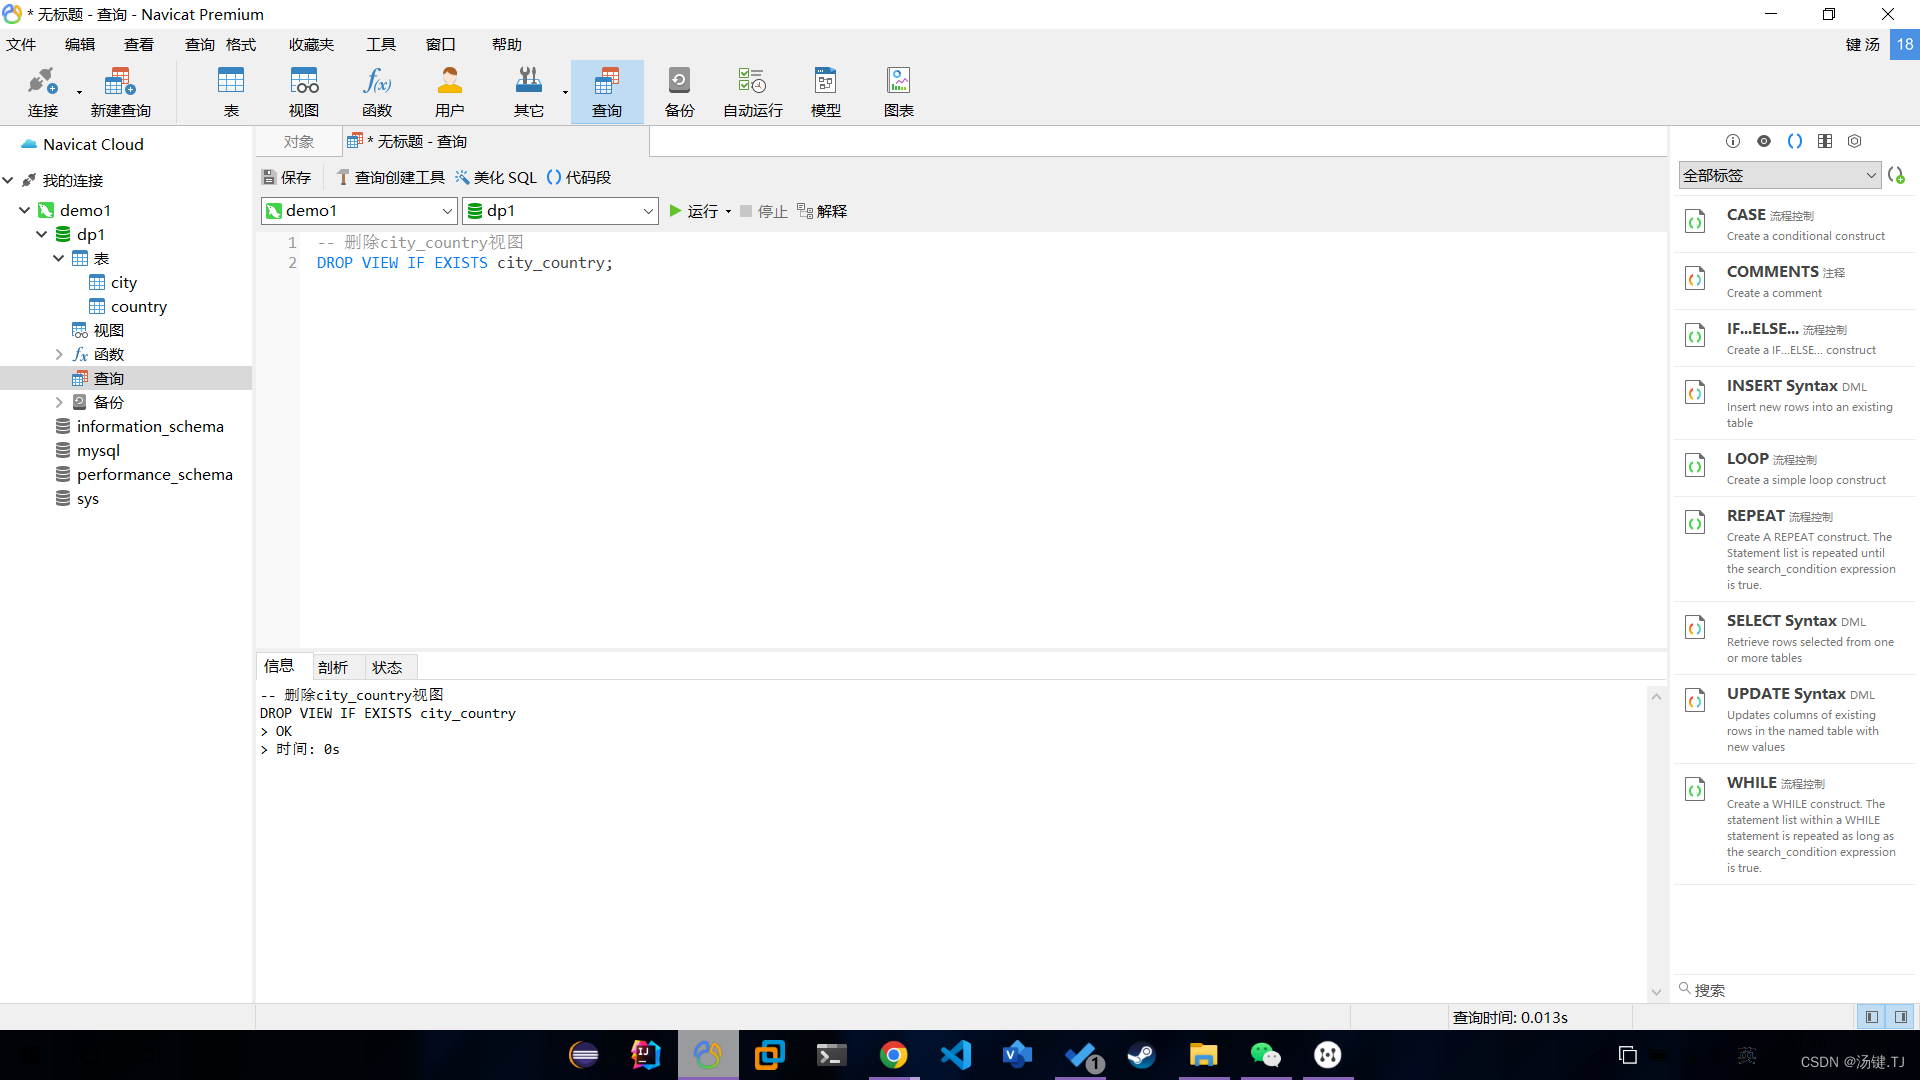 * 无标题 - 查询 - Navicat Premium
文件 编辑 查看 查询 格式 收藏夹 工具 窗口 帮助 键 汤 18
连接 新建查询 表 视图 函数 用户 其它 查询 备份 自动运行 模型 图表
Navicat Cloud
我的连接
demo1
dp1
表
city
country
视图
函数
查询
备份
information_schema
mysql
performance_schema
sys
对象 * 无标题 - 查询
保存 查询创建工具 美化 SQL 代码段
demo1 dp1 运行 停止 解释
1 -- 删除city_country视图
2 DROP VIEW IF EXISTS city_country;
信息 剖析 状态
-- 删除city_country视图
DROP VIEW IF EXISTS city_country
> OK
> 时间: 0s
全部标签
CASE 流程控制
Create a conditional construct
COMMENTS 注释
Create a comment
IF...ELSE... 流程控制
Create a IF...ELSE... construct
INSERT Syntax DML
Insert new rows into an existing
table
LOOP 流程控制
Create a simple loop construct
REPEAT 流程控制
Create A REPEAT construct. The
Statement list is repeated until
the search_condition expression
is true.
SELECT Syntax DML
Retrieve rows selected from one
or more tables
UPDATE Syntax DML
Updates columns of existing
rows in the named table with
new values
WHILE 流程控制
Create a WHILE construct. The
statement list within a WHILE
statement is repeated as long as
the search_condition expression
is true.
搜索
查询时间: 0.013s
1
英
CSDN @汤键.TJ